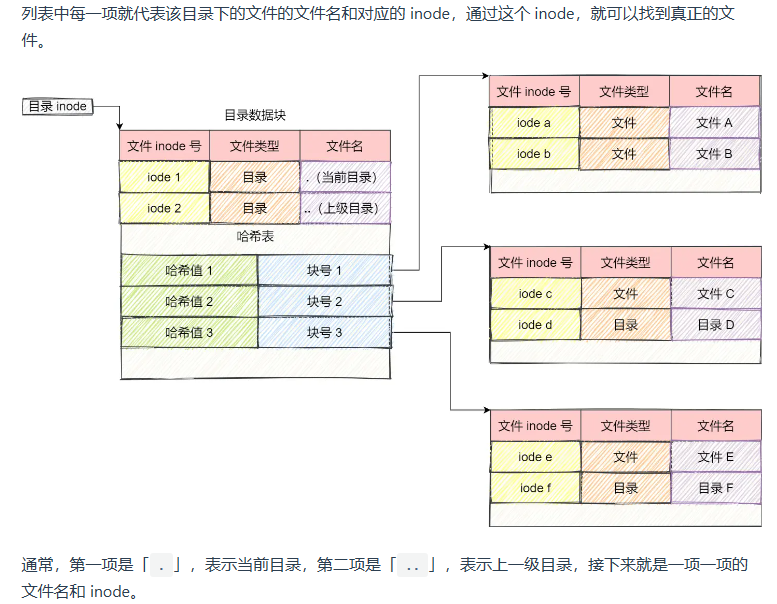 列表中每一项就代表该目录下的文件的文件名和对应的 inode，通过这个 inode，就可以找到真正的文
件。
目录 inode
目录数据块
文件 inode 号 文件类型 文件名
iode 1 目录 .（当前目录）
iode 2 目录 ..（上级目录）
哈希表
哈希值 1 块号 1
哈希值 2 块号 2
哈希值 3 块号 3
文件 inode 号 文件类型 文件名
iode a 文件 文件 A
iode b 文件 文件 B
文件 inode 号 文件类型 文件名
iode c 文件 文件 C
iode d 目录 目录 D
文件 inode 号 文件类型 文件名
iode e 文件 文件 E
iode f 目录 目录 F
通常，第一项是「 . 」，表示当前目录，第二项是「 .. 」，表示上一级目录，接下来就是一项一项的
文件名和 inode。